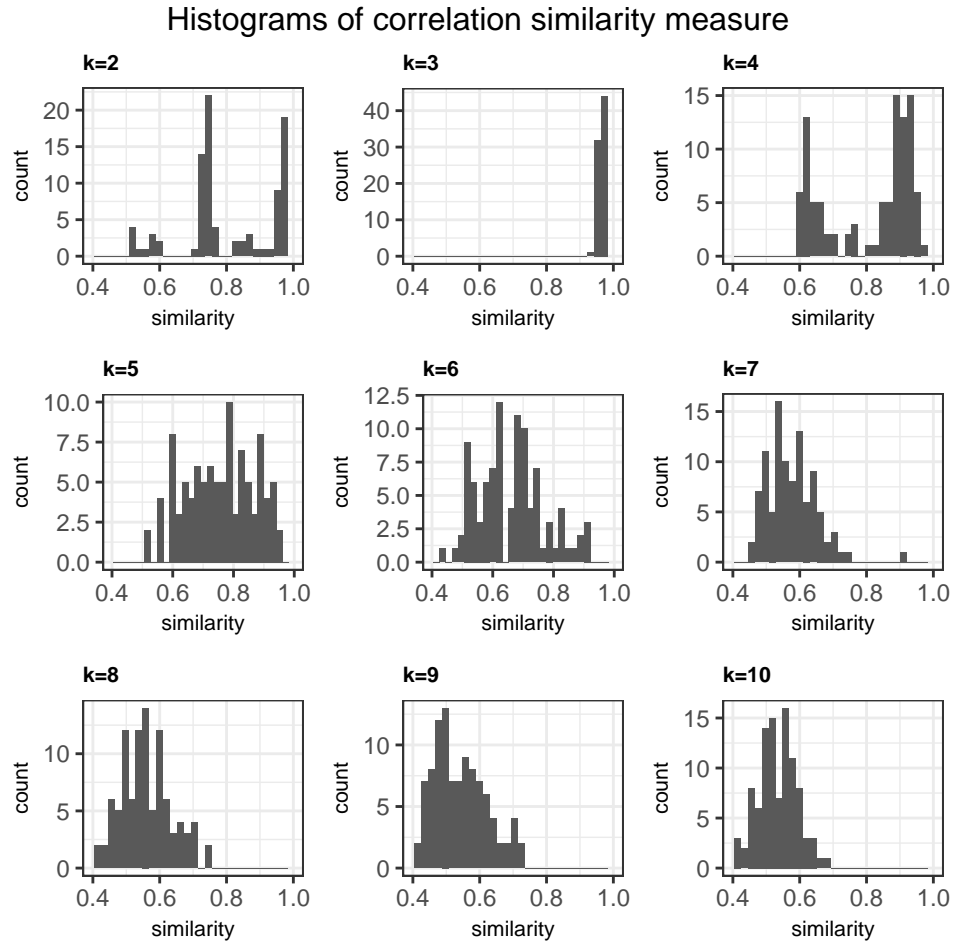 Histograms of correlation similarity measure
k=2
20
15
10
5
0
count
0.4 0.6 0.8 1.0
similarity
k=3
40
30
20
10
0
count
0.4 0.6 0.8 1.0
similarity
k=4
15
10
5
0
count
0.4 0.6 0.8 1.0
similarity
k=5
10.0
7.5
5.0
2.5
0.0
count
0.4 0.6 0.8 1.0
similarity
k=6
12.5
10.0
7.5
5.0
2.5
0.0
count
0.4 0.6 0.8 1.0
similarity
k=7
15
10
5
0
count
0.4 0.6 0.8 1.0
similarity
k=8
10
5
0
count
0.4 0.6 0.8 1.0
similarity
k=9
10
5
0
count
0.4 0.6 0.8 1.0
similarity
k=10
15
10
5
0
count
0.4 0.6 0.8 1.0
similarity